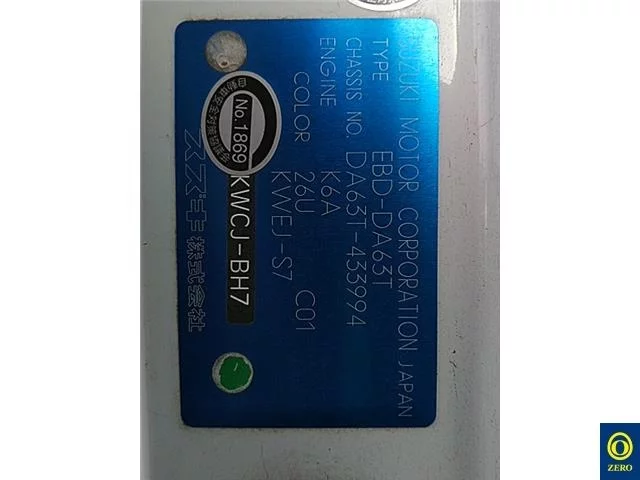 SUZUKI MOTOR CORPORATION JAPAN
TYPE EBD-DA63T
CHASSIS NO. DA63T-433994
ENGINE K6A
COLOR 26U C01
KWEJ-S7
KWCJ-BH7
No.1869
スズキ株式会社
ZERO